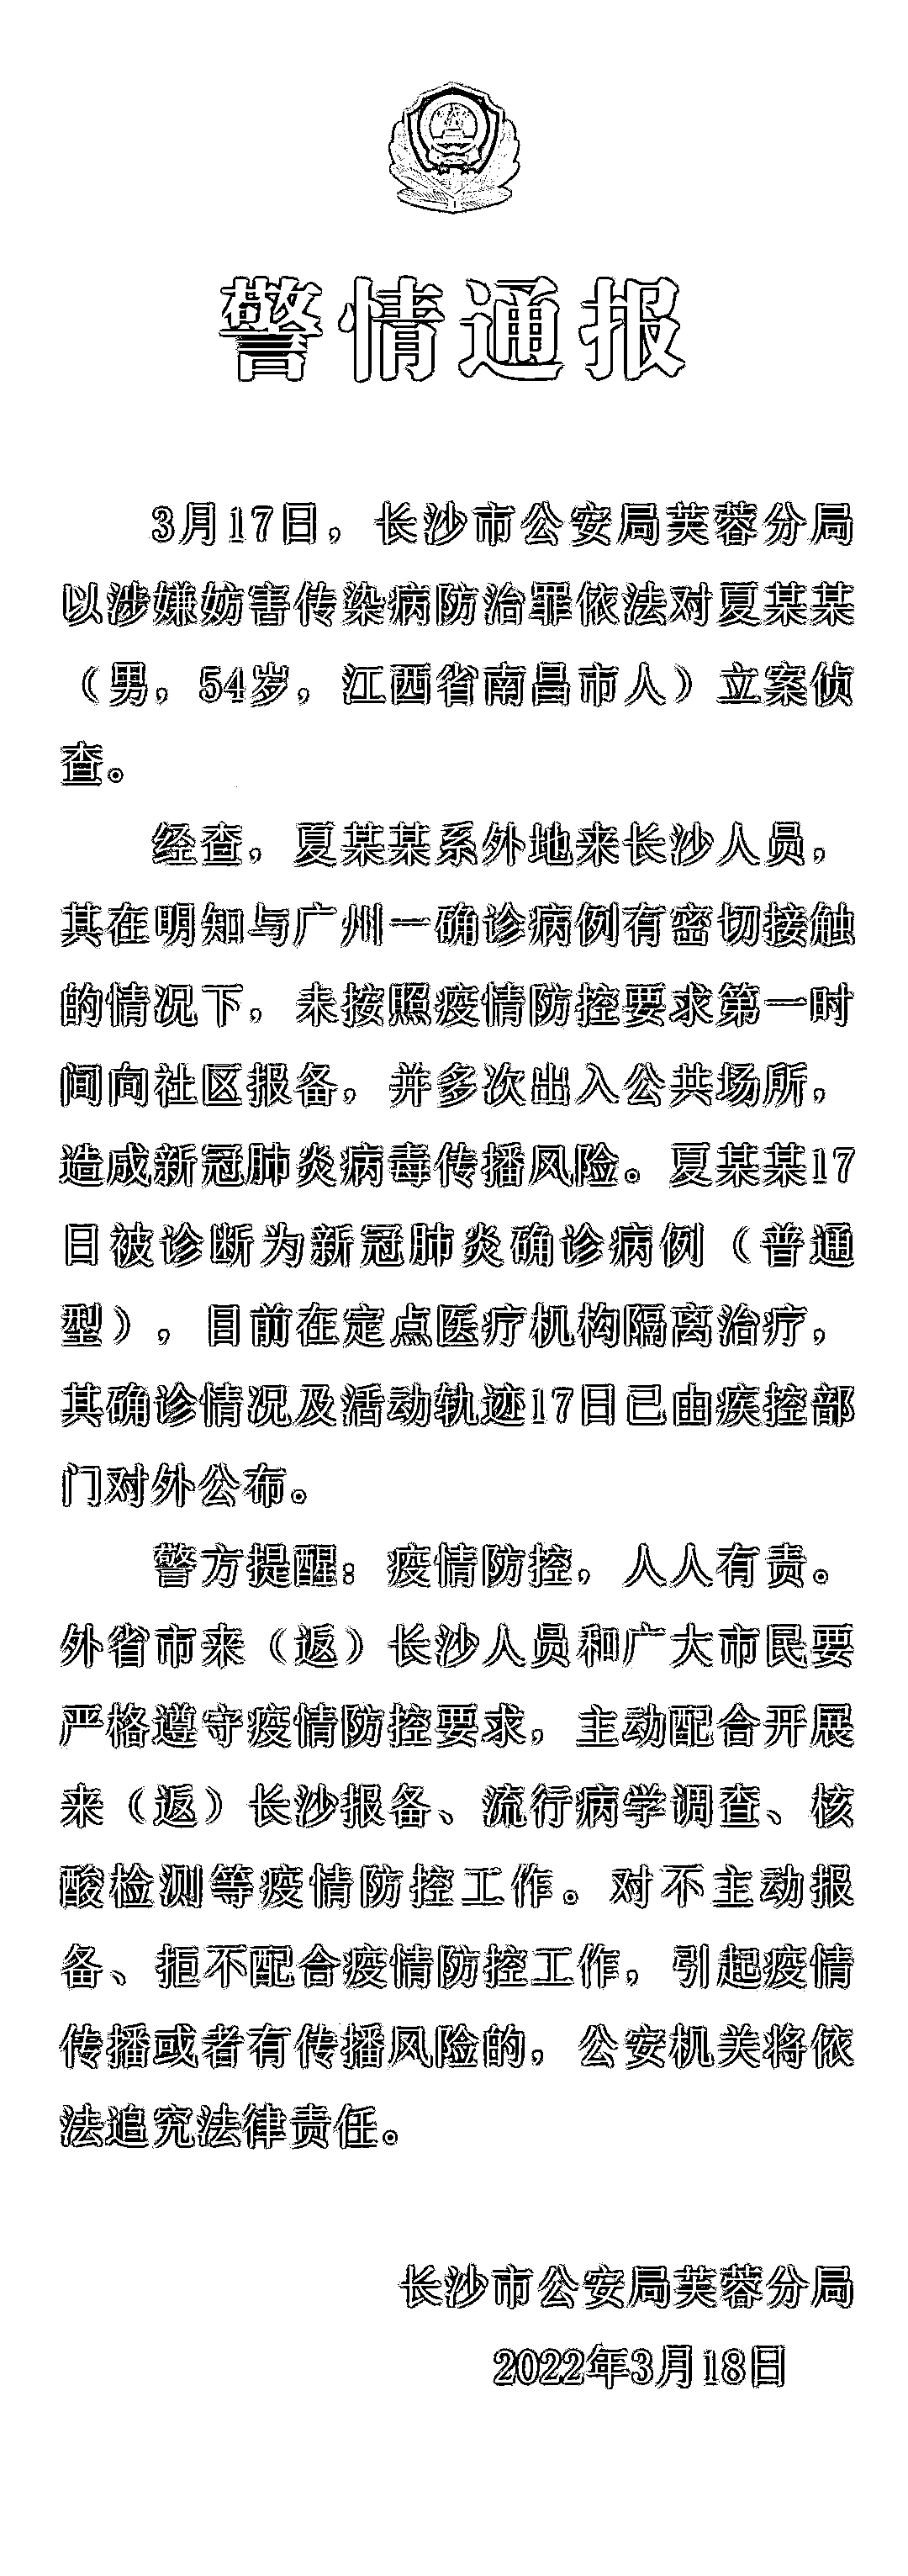 警情通报
3月17日，长沙市公安局芙蓉分局
以涉嫌妨害传染病防治罪依法对夏某某
（男，54岁，江西省南昌市人）立案侦
查。
经查，夏某某系外地来长沙人员，
其在明知与广州一确诊病例有密切接触
的情况下，未按照疫情防控要求第一时
间向社区报备，并多次出入公共场所，
造成新冠肺炎病毒传播风险。夏某某17
日被诊断为新冠肺炎确诊病例（普通
型），目前在定点医疗机构隔离治疗，
其确诊情况及活动轨迹17日已由疾控部
门对外公布。
警方提醒：疫情防控，人人有责。
外省市来（返）长沙人员和广大市民要
严格遵守疫情防控要求，主动配合开展
来（返）长沙报备、流行病学调查、核
酸检测等疫情防控工作。对不主动报
备、拒不配合疫情防控工作，引起疫情
传播或者有传播风险的，公安机关将依
法追究法律责任。
长沙市公安局芙蓉分局
2022年3月18日